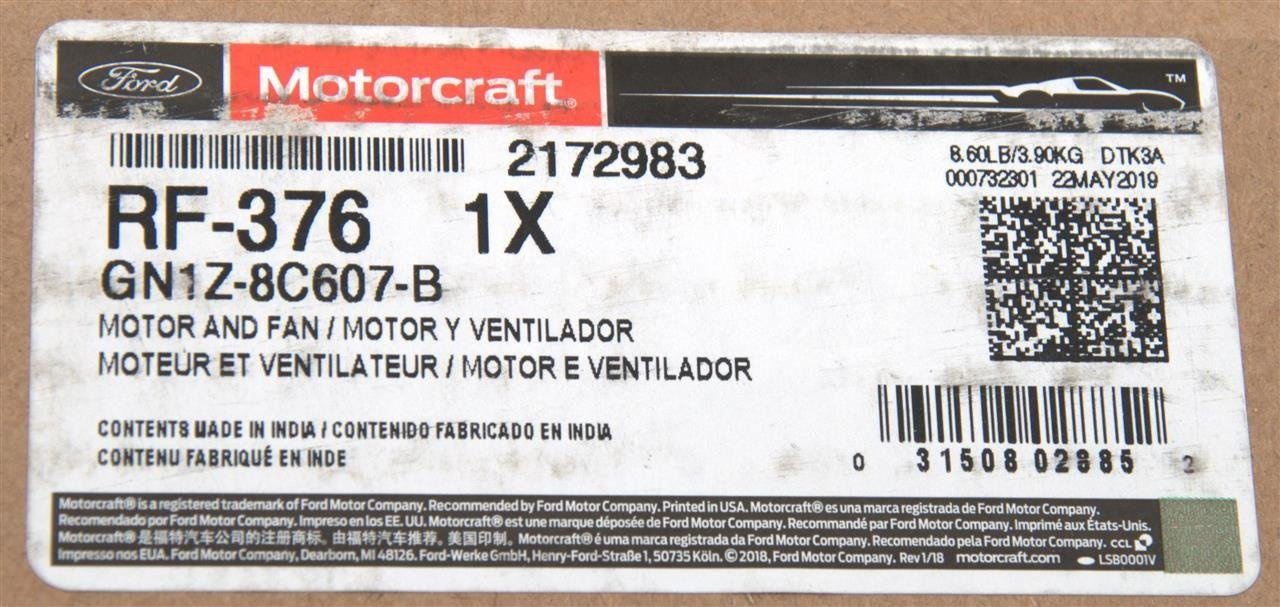 Ford Motorcraft® TM
2172983
8.60LB/3.90KG DTK3A
000732301 22MAY2019
RF-376 1X
GN1Z-8C607-B
MOTOR AND FAN / MOTOR Y VENTILADOR
MOTEUR ET VENTILATEUR / MOTOR E VENTILADOR
CONTENTS MADE IN INDIA / CONTENIDO FABRICADO EN INDIA
CONTENU FABRIQUÉ EN INDE
0 31508 02885 2
Motorcraft® is a registered trademark of Ford Motor Company. Recommended by Ford Motor Company. Printed in USA. Motorcraft® es una marca registrada de Ford Motor Company.
Recomendado por Ford Motor Company. Impreso en los EE. UU. Motorcraft® est une marque déposée de Ford Motor Company. Recommandé par Ford Motor Company. Imprimé aux États-Unis.
Motorcraft® 是福特汽车公司的注册商标。由福特汽车推荐。美国印制。Motorcraft® é uma marca registrada da Ford Motor Company. Recomendado pela Ford Motor Company. CCL
Impresso nos EUA. Ford Motor Company, Dearborn, MI 48126. Ford-Werke GmbH, Henry-Ford-Straße 1, 50735 Köln. © 2018, Ford Motor Company. Rev 1/18 motorcraft.com LSB0001V